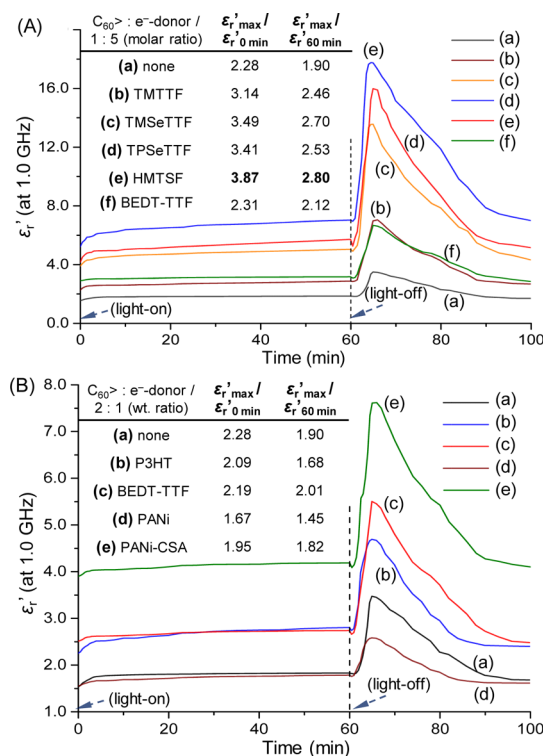 (A)
C₆₀> : e⁻-donor / εr'max / εr'max /
1 : 5 (molar ratio) εr'0 min εr'60 min
(a) none 2.28 1.90
(b) TMTTF 3.14 2.46
(c) TMSeTTF 3.49 2.70
(d) TPSeTTF 3.41 2.53
(e) HMTSF 3.87 2.80
(f) BEDT-TTF 2.31 2.12
(e)
(d)
(c)
(b)
(f)
(a)
(a)
(b)
(c)
(d)
(e)
(f)
(light-on)
(light-off)
εr' (at 1.0 GHz)
16.0
12.0
8.0
4.0
0.0
0 20 40 60 80 100
Time (min)
(B)
C₆₀> : e⁻-donor / εr'max / εr'max /
2 : 1 (wt. ratio) εr'0 min εr'60 min
(a) none 2.28 1.90
(b) P3HT 2.09 1.68
(c) BEDT-TTF 2.19 2.01
(d) PANi 1.67 1.45
(e) PANi-CSA 1.95 1.82
(e)
(c)
(b)
(a)
(d)
(a)
(b)
(c)
(d)
(e)
(light-on)
(light-off)
εr' (at 1.0 GHz)
8.0
7.0
6.0
5.0
4.0
3.0
2.0
1.0
0 20 40 60 80 100
Time (min)